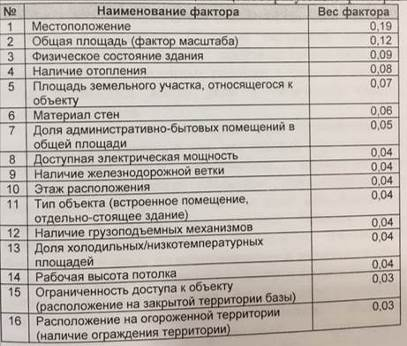 № Наименование фактора Вес фактора
1 Местоположение 0,19
2 Общая площадь (фактор масштаба) 0,12
3 Физическое состояние здания 0,09
4 Наличие отопления 0,08
5 Площадь земельного участка, относящегося к 0,07
объекту
6 Материал стен 0,06
7 Доля административно-бытовых помещений в 0,05
общей площади
8 Доступная электрическая мощность 0,04
9 Наличие железнодорожной ветки 0,04
10 Этаж расположения 0,04
11 Тип объекта (встроенное помещение, 0,04
отдельно-стоящее здание)
12 Наличие грузоподъемных механизмов 0,04
13 Доля холодильных/низкотемпературных 0,04
площадей
14 Рабочая высота потолка 0,04
15 Ограниченность доступа к объекту 0,03
(расположение на закрытой территории базы)
16 Расположение на огороженной территории 0,03
(наличие ограждения территории)